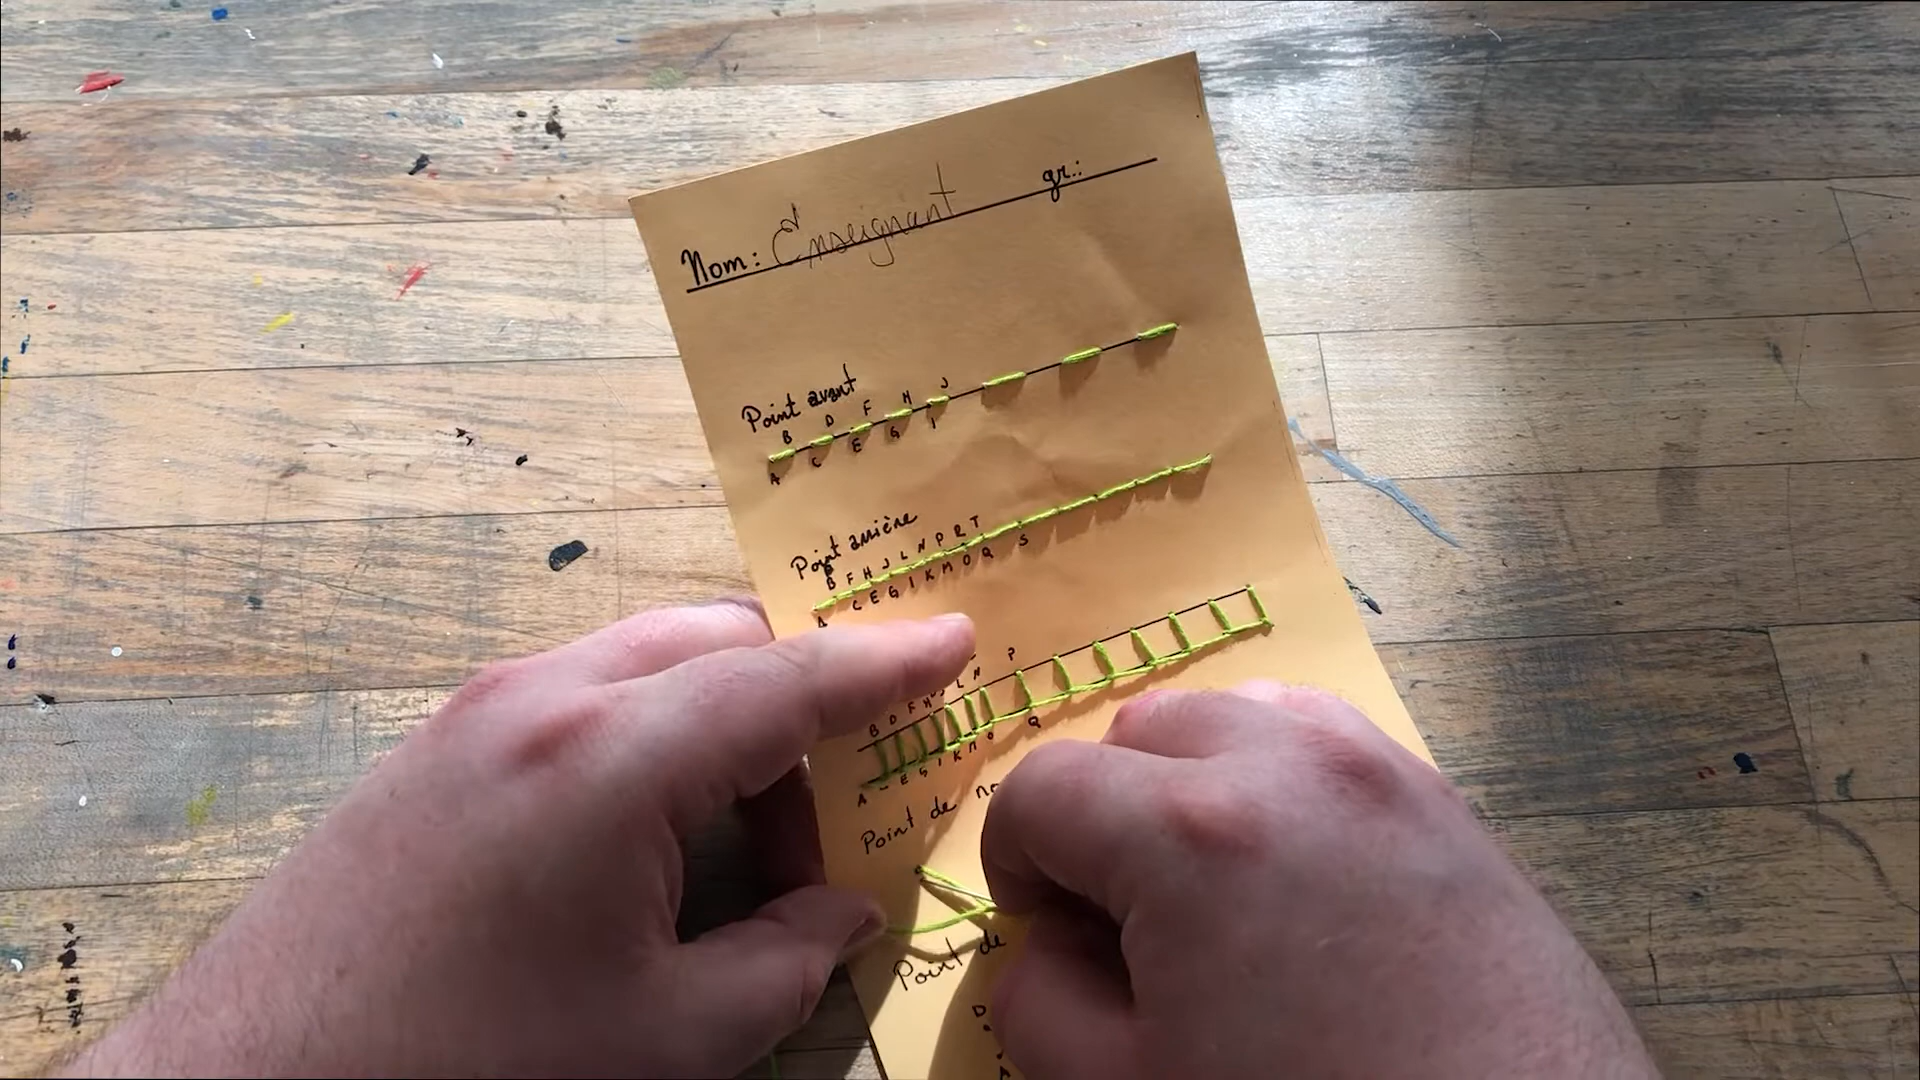 Nom: Enseignant gr.:
Point avant
B D F H J
A C E G I
Point arrière
B F H J L N P R T
A C E G I K M O Q S
B D F H J L N P
A E G I K M O Q
Point de
Point de
D
A